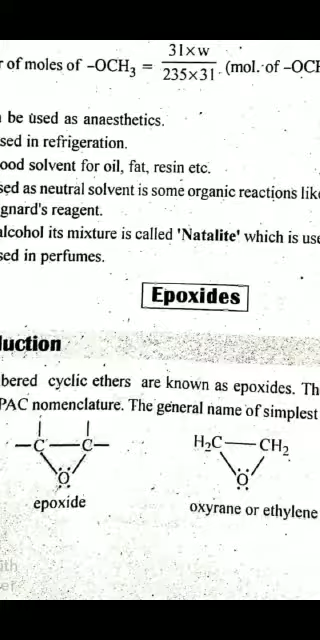 r of moles of –OCH₃ = 31×w / 235×31 (mol. of –OCH
be used as anaesthetics.
sed in refrigeration.
ood solvent for oil, fat, resin etc.
sed as neutral solvent is some organic reactions like
gnard's reagent.
alcohol its mixture is called 'Natalite' which is use
sed in perfumes.
Epoxides
luction
bered cyclic ethers are known as epoxides. Th
PAC nomenclature. The general name of simplest
–C–C– H₂C–CH₂
O O
epoxide oxyrane or ethylene
ith
er